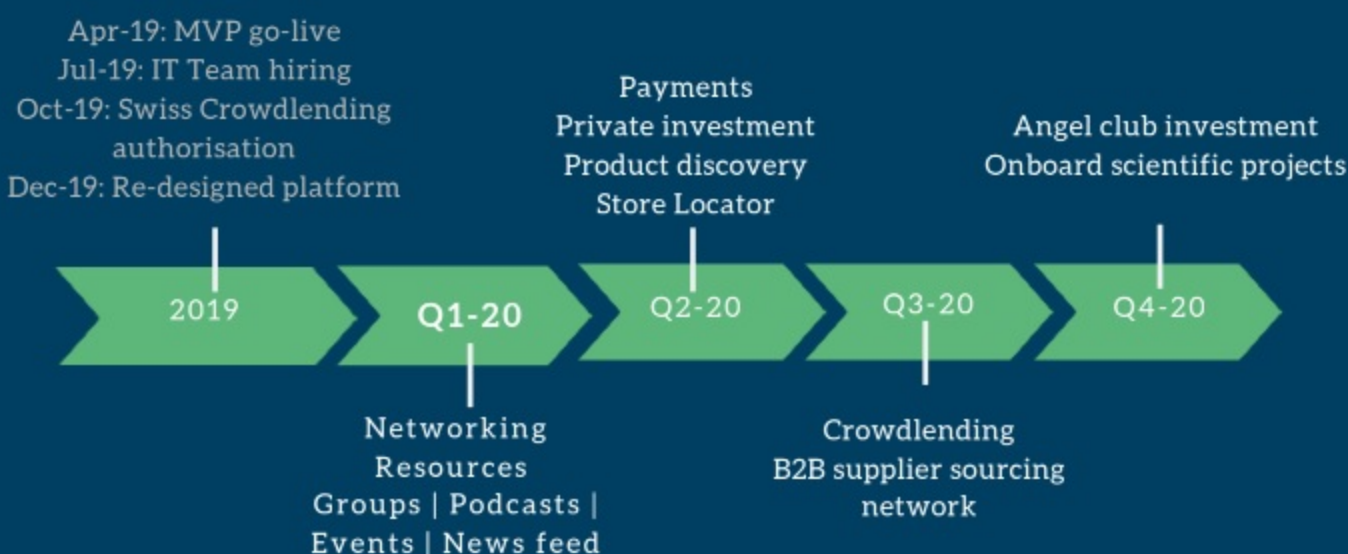 Apr-19: MVP go-live
Jul-19: IT Team hiring
Oct-19: Swiss Crowdlending
authorisation
Dec-19: Re-designed platform
Payments
Private investment
Product discovery
Store Locator
Angel club investment
Onboard scientific projects
2019
Q1-20
Q2-20
Q3-20
Q4-20
Networking
Resources
Groups | Podcasts |
Events | News feed
Crowdlending
B2B supplier sourcing
network